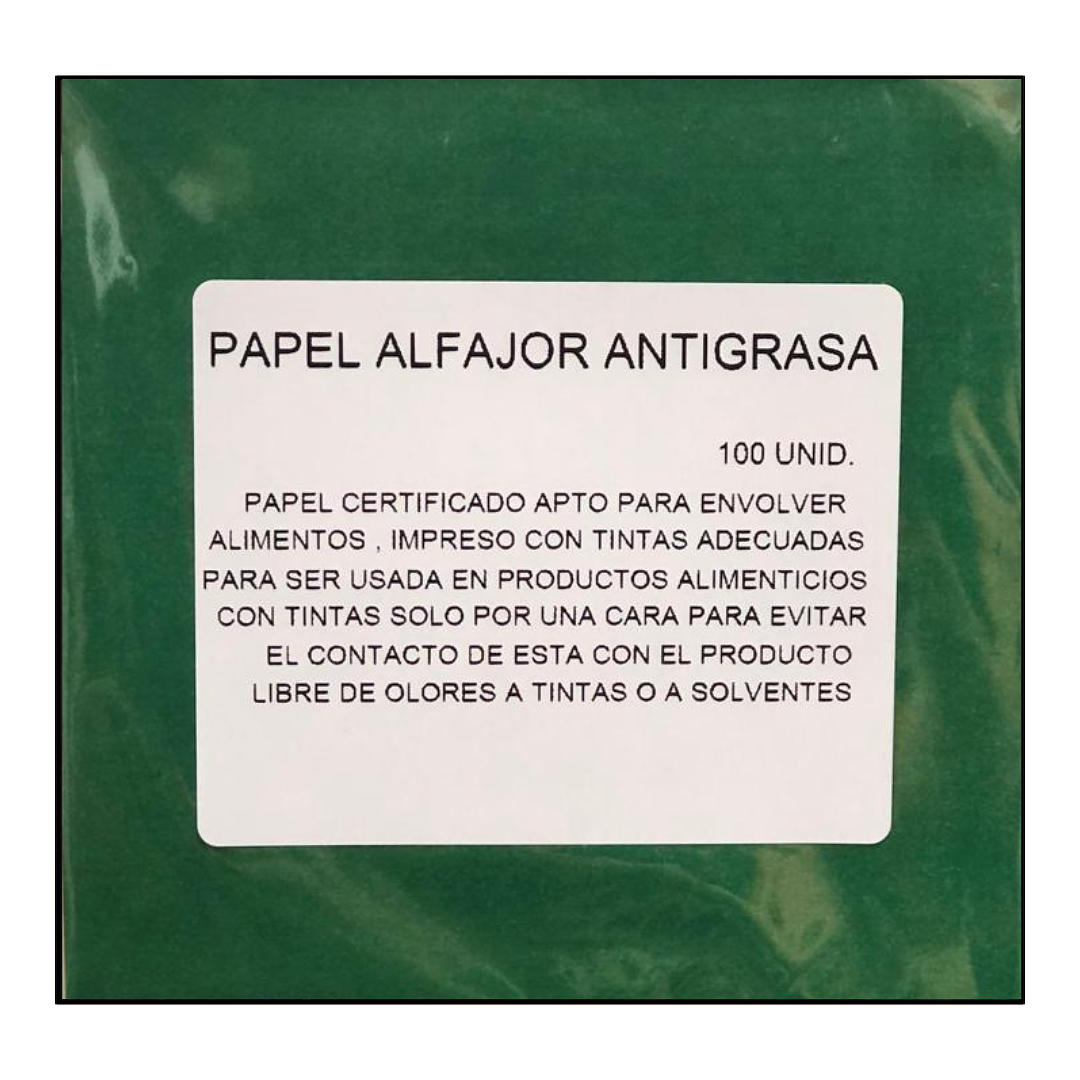 PAPEL ALFAJOR ANTIGRASA
100 UNID.
PAPEL CERTIFICADO APTO PARA ENVOLVER
ALIMENTOS , IMPRESO CON TINTAS ADECUADAS
PARA SER USADA EN PRODUCTOS ALIMENTICIOS
CON TINTAS SOLO POR UNA CARA PARA EVITAR
EL CONTACTO DE ESTA CON EL PRODUCTO
LIBRE DE OLORES A TINTAS O A SOLVENTES